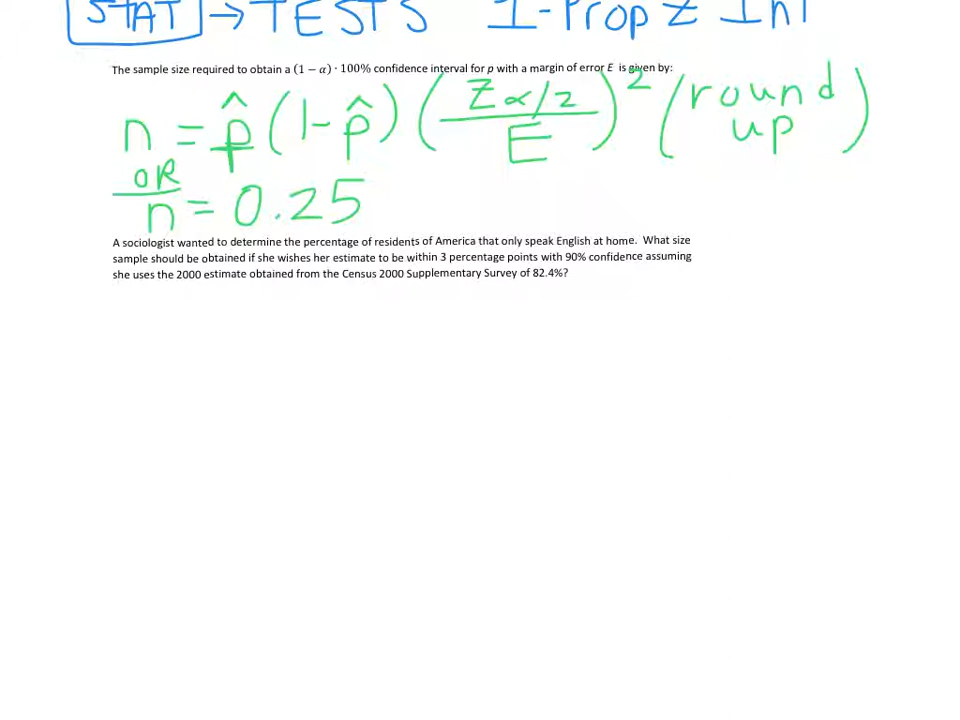 STAT → TESTS 1-Prop Z Int
The sample size required to obtain a (1 − α) · 100% confidence interval for p with a margin of error E is given by:
n = p̂ (1 - p̂) (Zα/2 / E)² (round up)
OR
n = 0.25
A sociologist wanted to determine the percentage of residents of America that only speak English at home. What size
sample should be obtained if she wishes her estimate to be within 3 percentage points with 90% confidence assuming
she uses the 2000 estimate obtained from the Census 2000 Supplementary Survey of 82.4%?